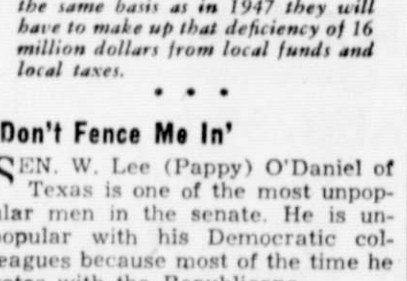 the same basis as in 1947 they will
have to make up that deficiency of 16
million dollars from local funds and
local taxes.
• • •
Don't Fence Me In'
SEN. W. Lee (Pappy) O'Daniel of
Texas is one of the most unpop-
lar men in the senate. He is un-
opular with his Democratic col-
eagues because most of the time he